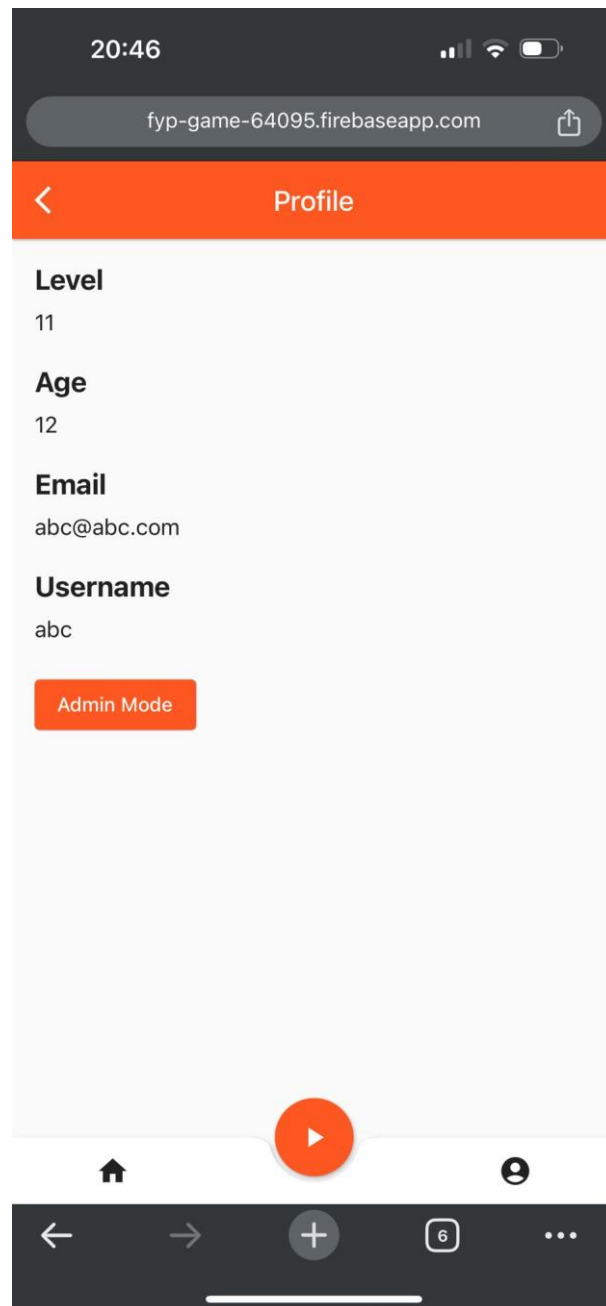 20:46
fyp-game-64095.firebaseapp.com
Profile
Level
11
Age
12
Email
abc@abc.com
Username
abc
Admin Mode
6